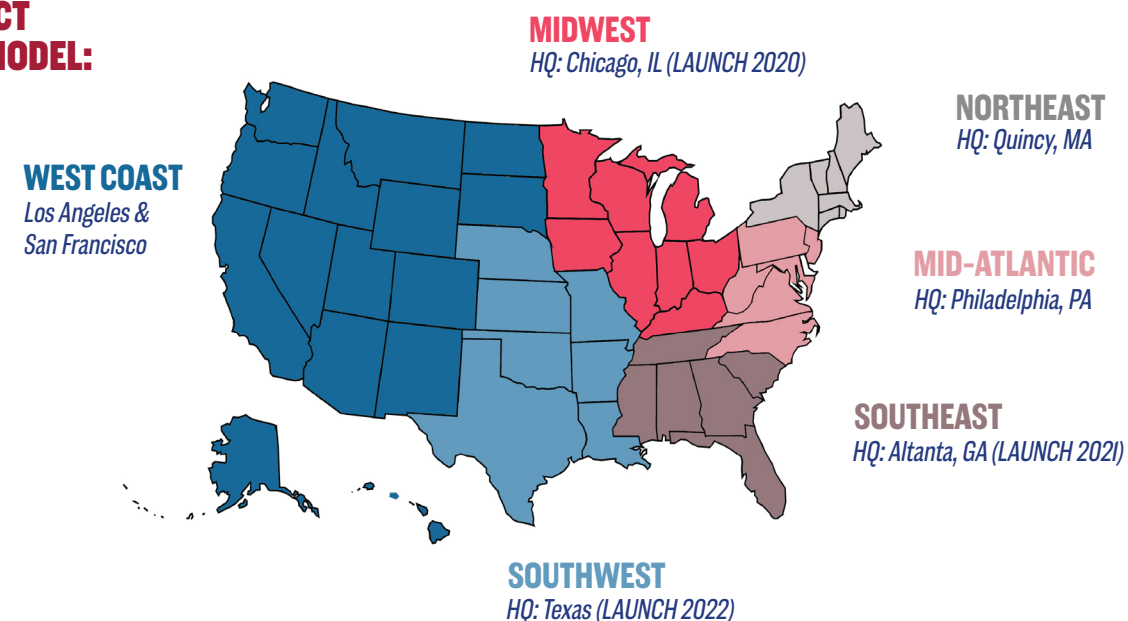 CT
MODEL:
MIDWEST
HQ: Chicago, IL (LAUNCH 2020)
NORTHEAST
HQ: Quincy, MA
WEST COAST
Los Angeles &
San Francisco
MID-ATLANTIC
HQ: Philadelphia, PA
SOUTHEAST
HQ: Altanta, GA (LAUNCH 2021)
SOUTHWEST
HQ: Texas (LAUNCH 2022)